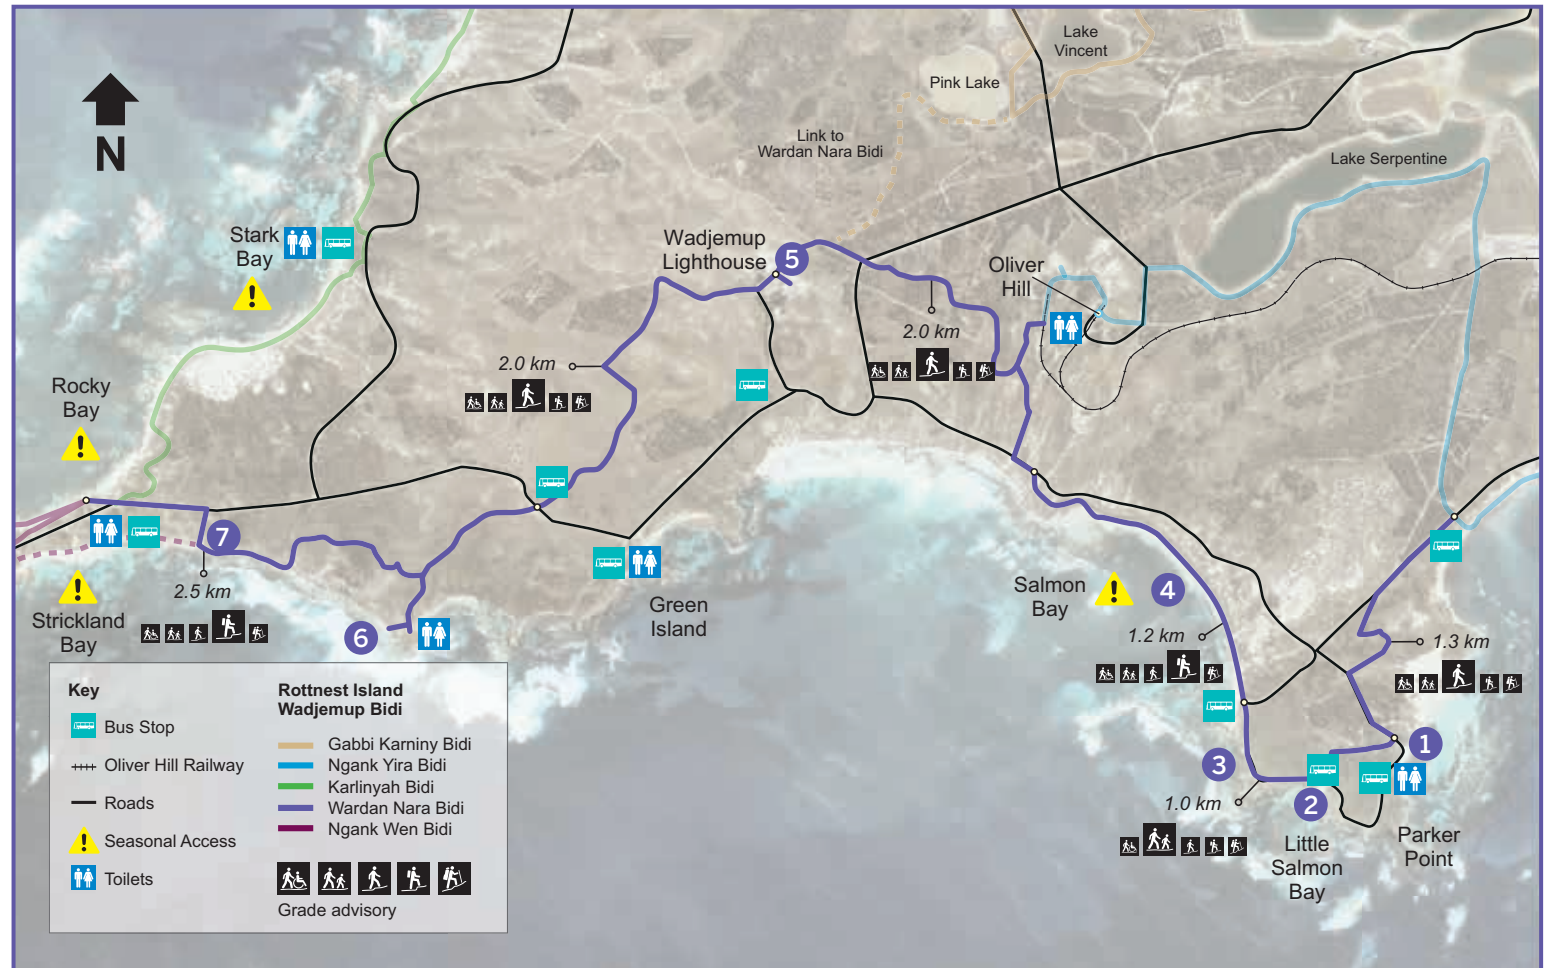 Lake
Vincent
Pink Lake
Link to
Wardan Nara Bidi
Lake Serpentine
N
Stark
Bay
Wadjemup
Lighthouse
5
Oliver
Hill
2.0 km
2.0 km
Rocky
Bay
7
2.5 km
Strickland
Bay
6
Green
Island
Salmon
Bay
4
1.2 km
1.3 km
3
1
1.0 km
2
Little
Salmon
Bay
Parker
Point
Key
Bus Stop
Oliver Hill Railway
Roads
Seasonal Access
Toilets
Rottnest Island
Wadjemup Bidi
Gabbi Karniny Bidi
Ngank Yira Bidi
Karlinyah Bidi
Wardan Nara Bidi
Ngank Wen Bidi
Grade advisory